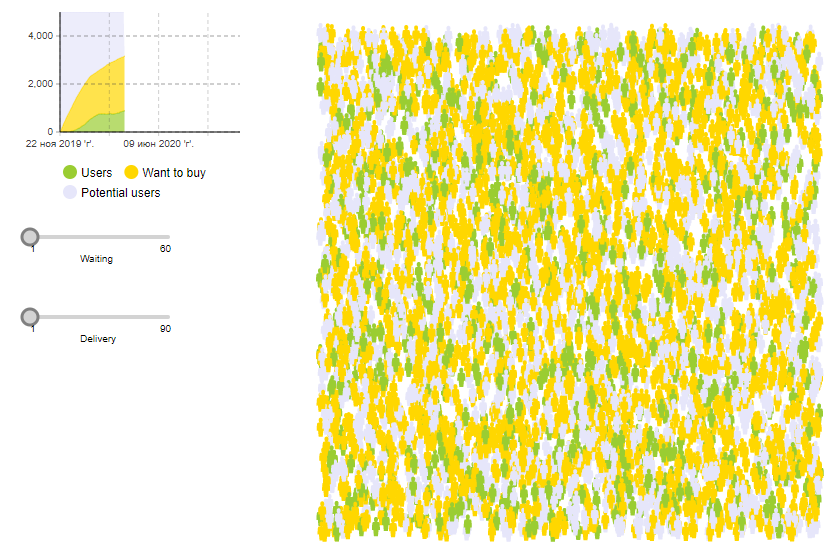 4,000
2,000
0
22 ноя 2019 'г'. 09 июн 2020 'г'.
Users Want to buy
Potential users
1 60
Waiting
1 90
Delivery